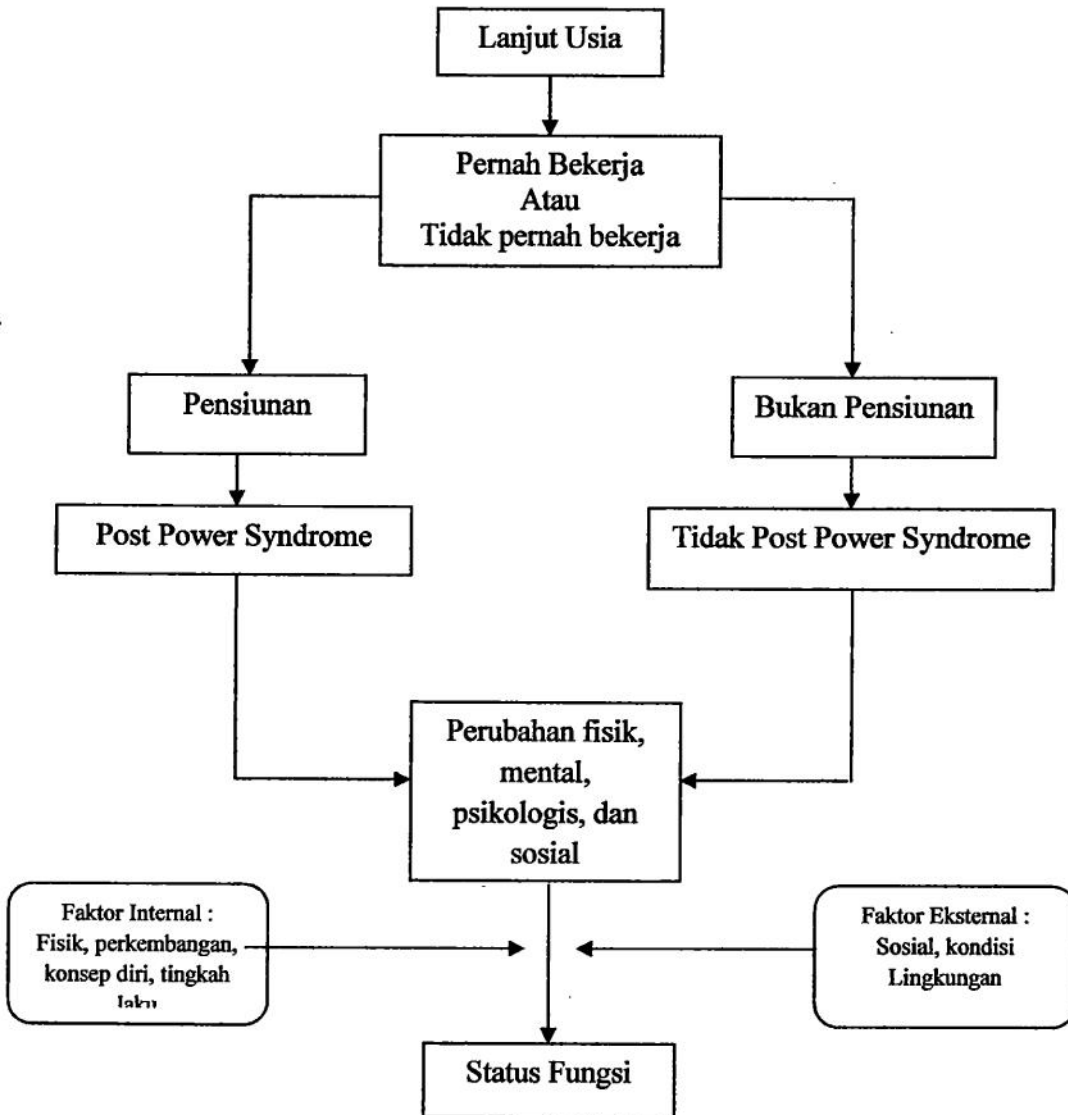 Lanjut Usia
Pernah Bekerja
Atau
Tidak pernah bekerja
Pensiunan
Bukan Pensiunan
Post Power Syndrome
Tidak Post Power Syndrome
Perubahan fisik,
mental,
psikologis, dan
sosial
Faktor Internal :
Fisik, perkembangan,
konsep diri, tingkah
laku
Faktor Eksternal :
Sosial, kondisi
Lingkungan
Status Fungsi